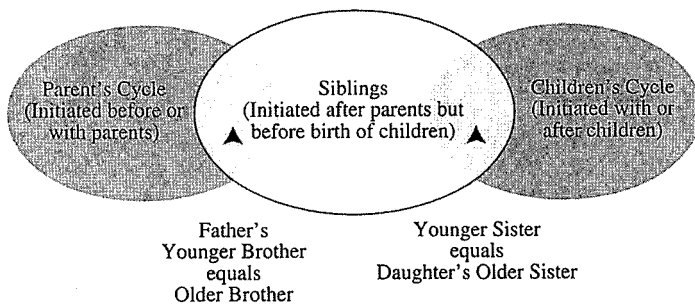 Parent's Cycle
(Initiated before or
with parents)
Siblings
(Initiated after parents but
before birth of children)
Children's Cycle
(Initiated with or
after children)
Father's
Younger Brother
equals
Older Brother
Younger Sister
equals
Daughter's Older Sister